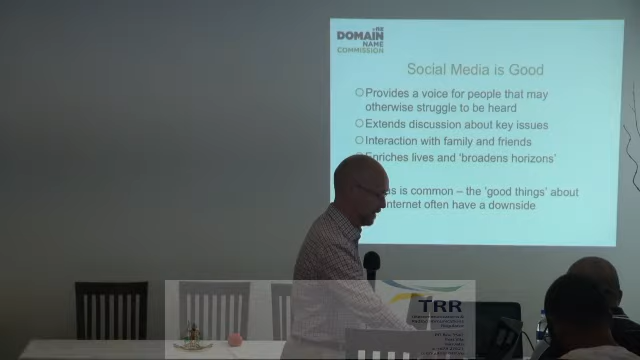 .nz
DOMAIN
NAME
COMMISSION
Social Media is Good
Provides a voice for people that may
otherwise struggle to be heard
Extends discussion about key issues
Interaction with family and friends
Enriches lives and 'broadens horizons'
as is common – the 'good things' about
internet often have a downside
TRR